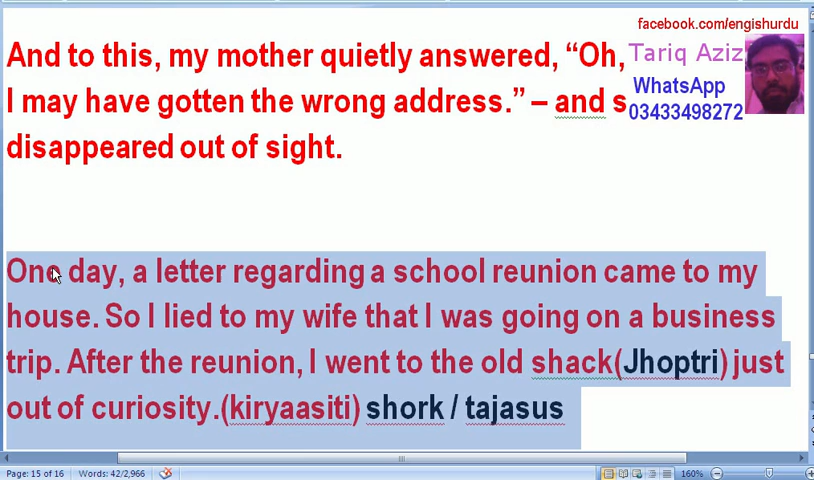 facebook.com/engishurdu
And to this, my mother quietly answered, “Oh,
Tariq Aziz
I may have gotten the wrong address.” – and s
WhatsApp
03433498272
disappeared out of sight.
One day, a letter regarding a school reunion came to my
house. So I lied to my wife that I was going on a business
trip. After the reunion, I went to the old shack(Jhoptri) just
out of curiosity.(kiryaasiti) shork / tajasus
Page: 15 of 16 Words: 42/2,966 160%